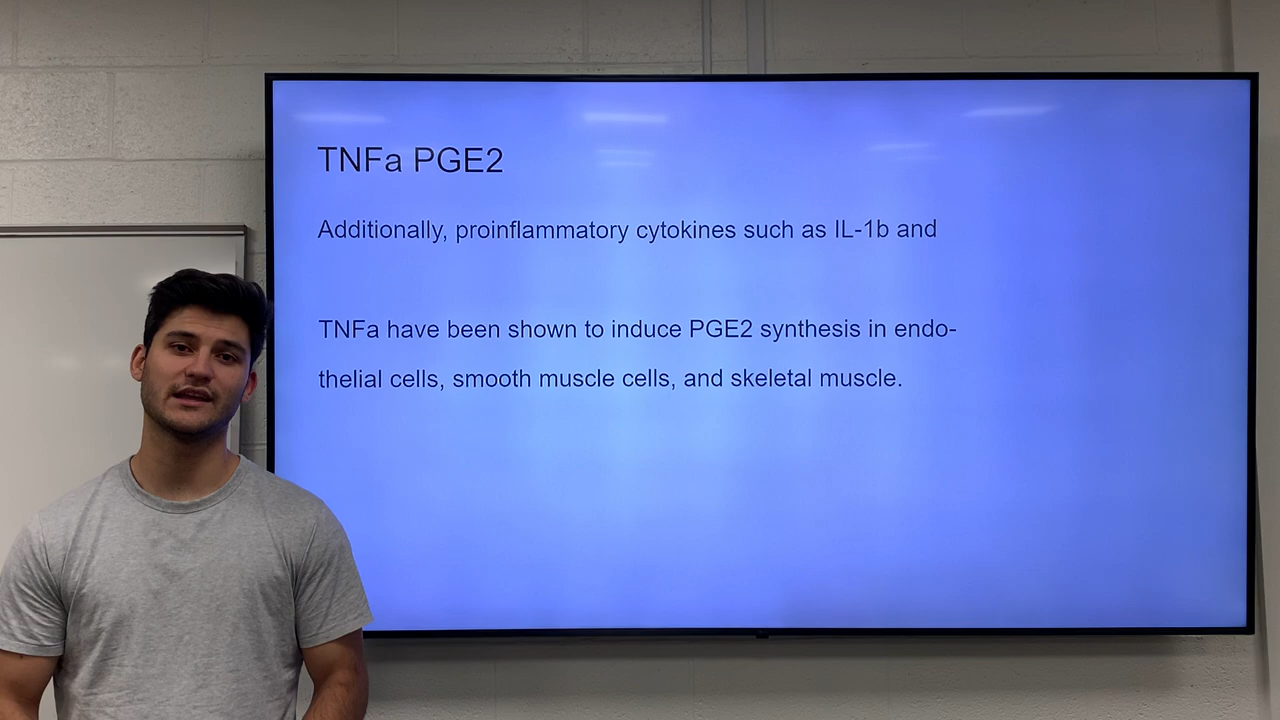 TNFa PGE2
Additionally, proinflammatory cytokines such as IL-1b and
TNFa have been shown to induce PGE2 synthesis in endo-
thelial cells, smooth muscle cells, and skeletal muscle.